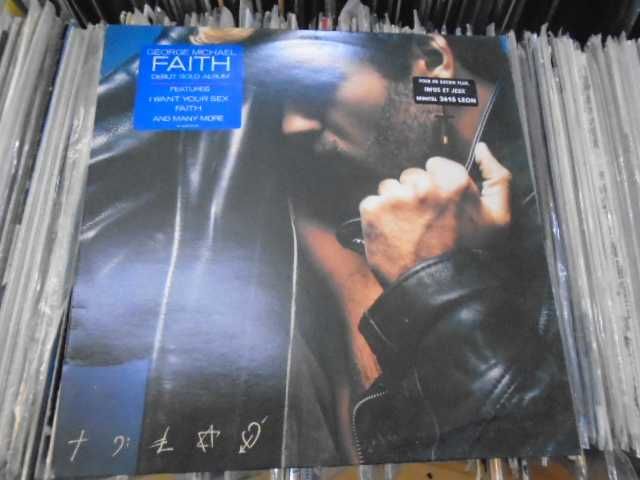 GEORGE MICHAEL
FAITH
DEBUT SOLO ALBUM
FEATURES
I WANT YOUR SEX
FAITH
AND MANY MORE
POUR EN SAVOIR PLUS
INFOS ET JEUX
MINITEL 3615 LEON